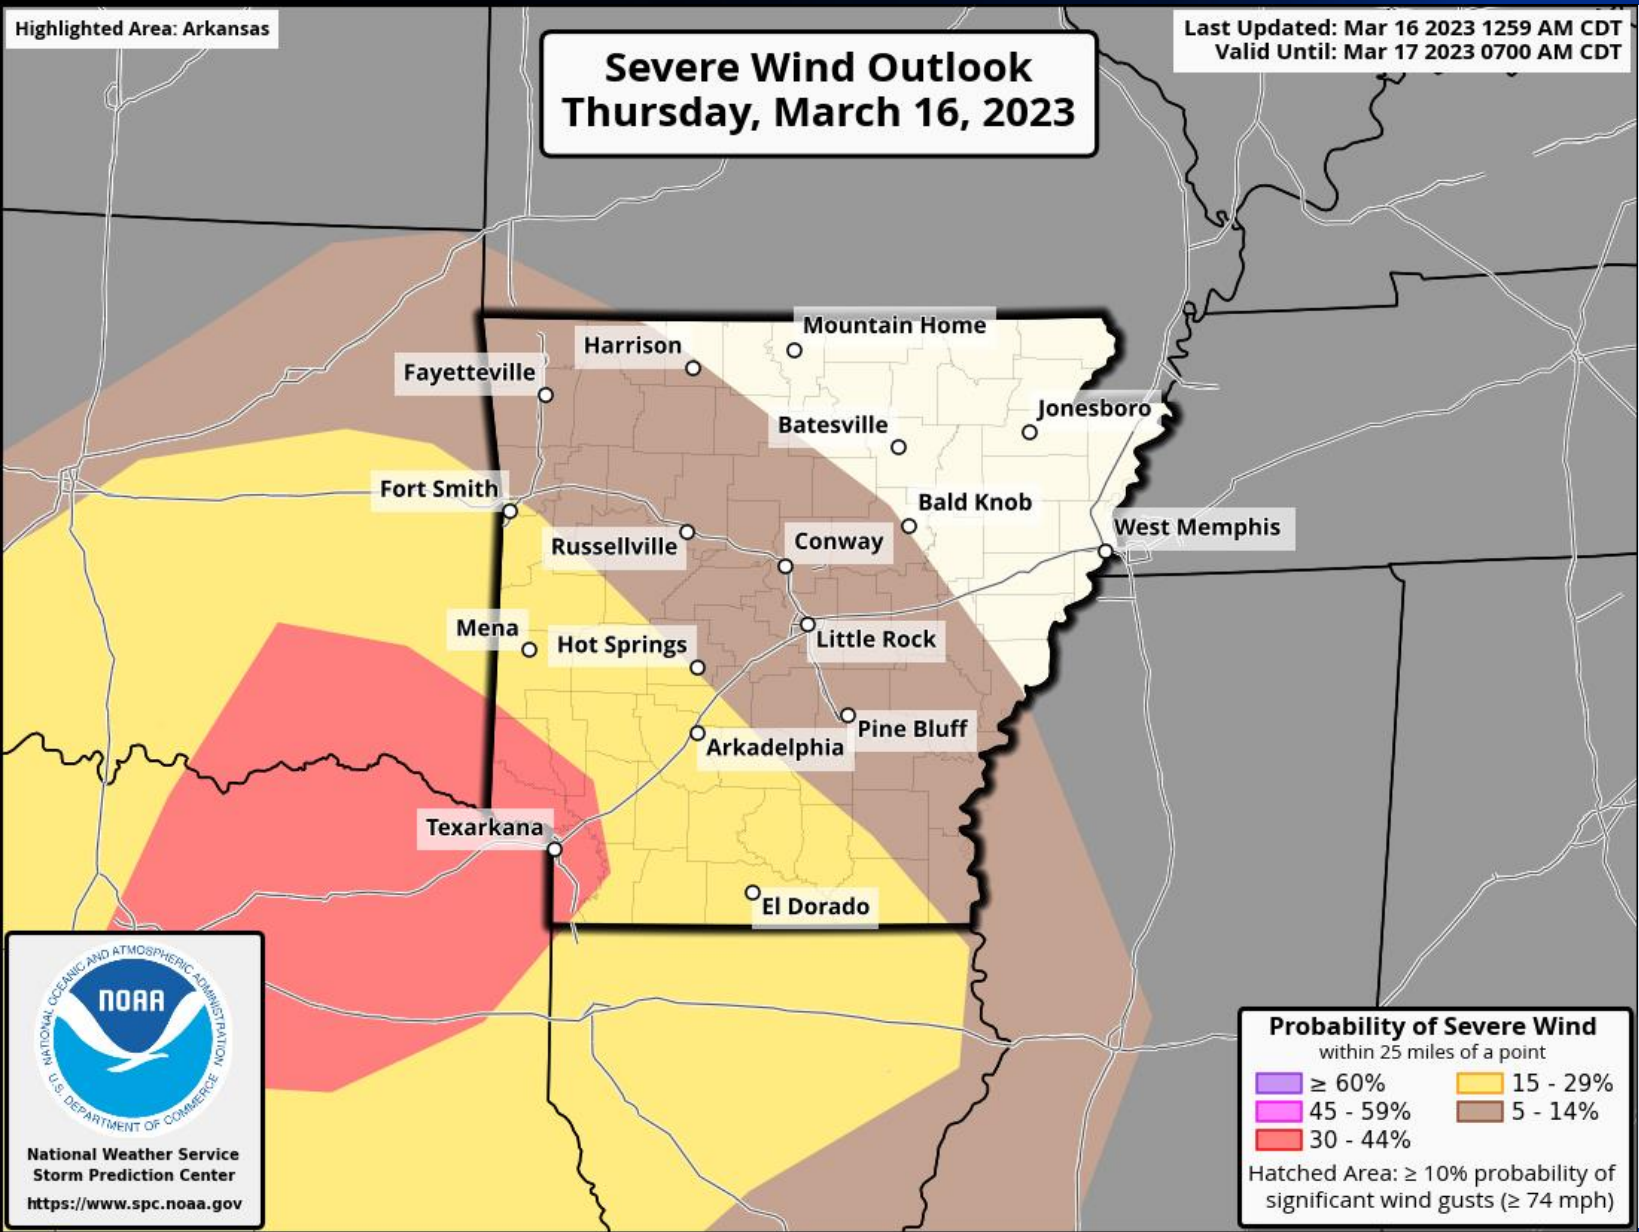 Highlighted Area: Arkansas
Severe Wind Outlook
Thursday, March 16, 2023
Last Updated: Mar 16 2023 1259 AM CDT
Valid Until: Mar 17 2023 0700 AM CDT
Mountain Home
Harrison
Fayetteville
Jonesboro
Batesville
Fort Smith
Bald Knob
West Memphis
Conway
Russellville
Mena
Little Rock
Hot Springs
Pine Bluff
Arkadelphia
Texarkana
El Dorado
NATIONAL OCEANIC AND ATMOSPHERIC ADMINISTRATION
NOAA
U.S. DEPARTMENT OF COMMERCE
National Weather Service
Storm Prediction Center
https://www.spc.noaa.gov
Probability of Severe Wind
within 25 miles of a point
≥ 60%
15 - 29%
45 - 59%
5 - 14%
30 - 44%
Hatched Area: ≥ 10% probability of
significant wind gusts (≥ 74 mph)